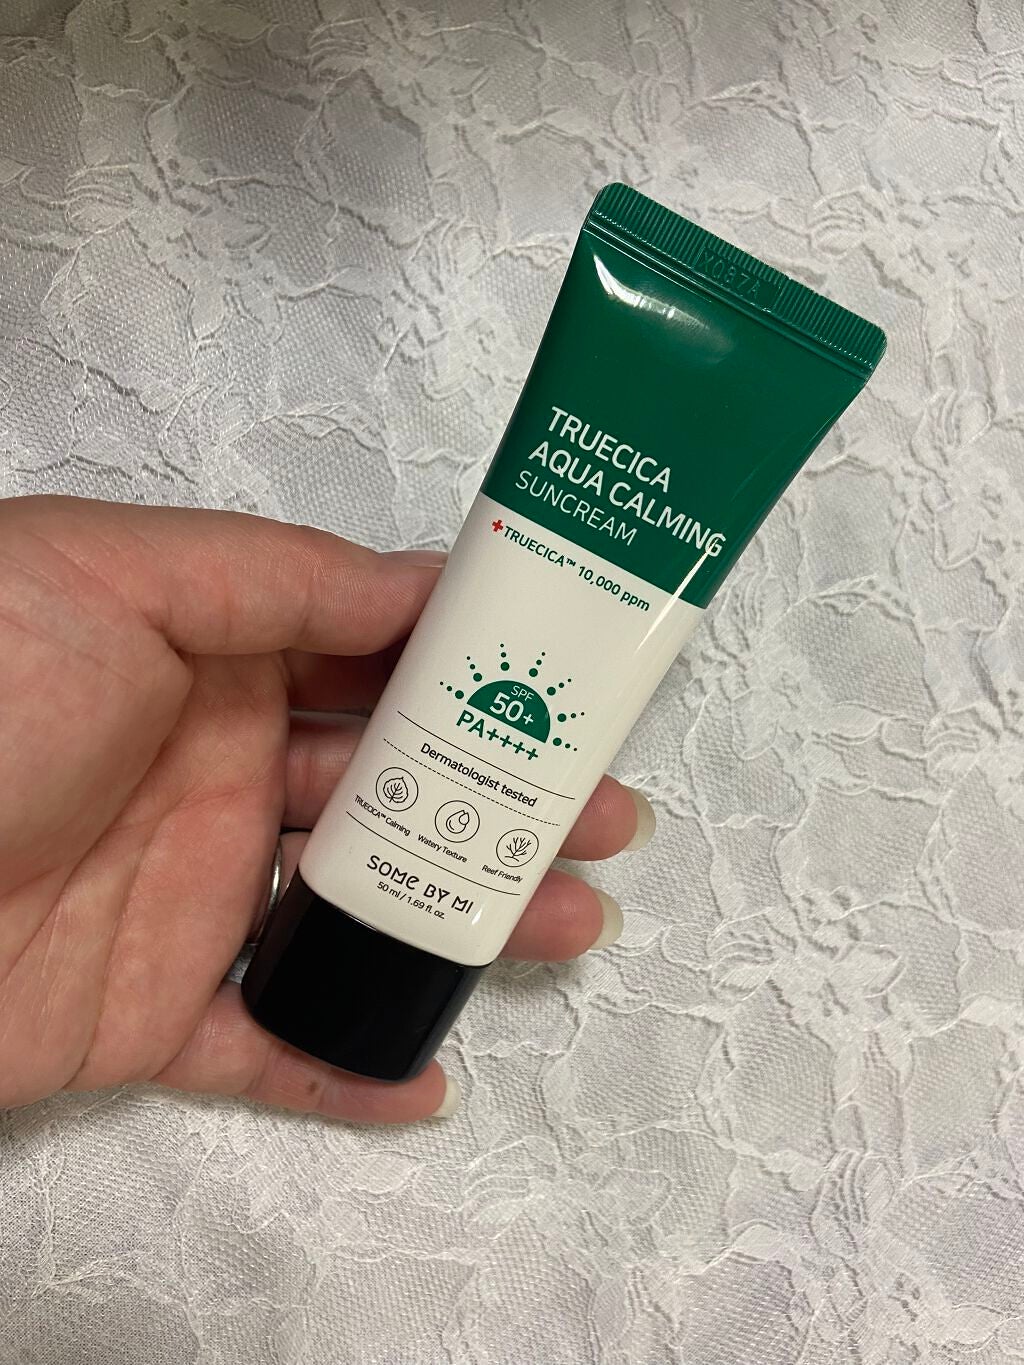 TRUECICA
AQUA CALMING
SUNCREAM
+TRUECICA™ 10,000 ppm
SPF
50+
PA++++
Dermatologist tested
TRUECICA™ Calming
Watery Texture
Reef Friendly
SOME BY MI
50 ml / 1.69 fl. oz.